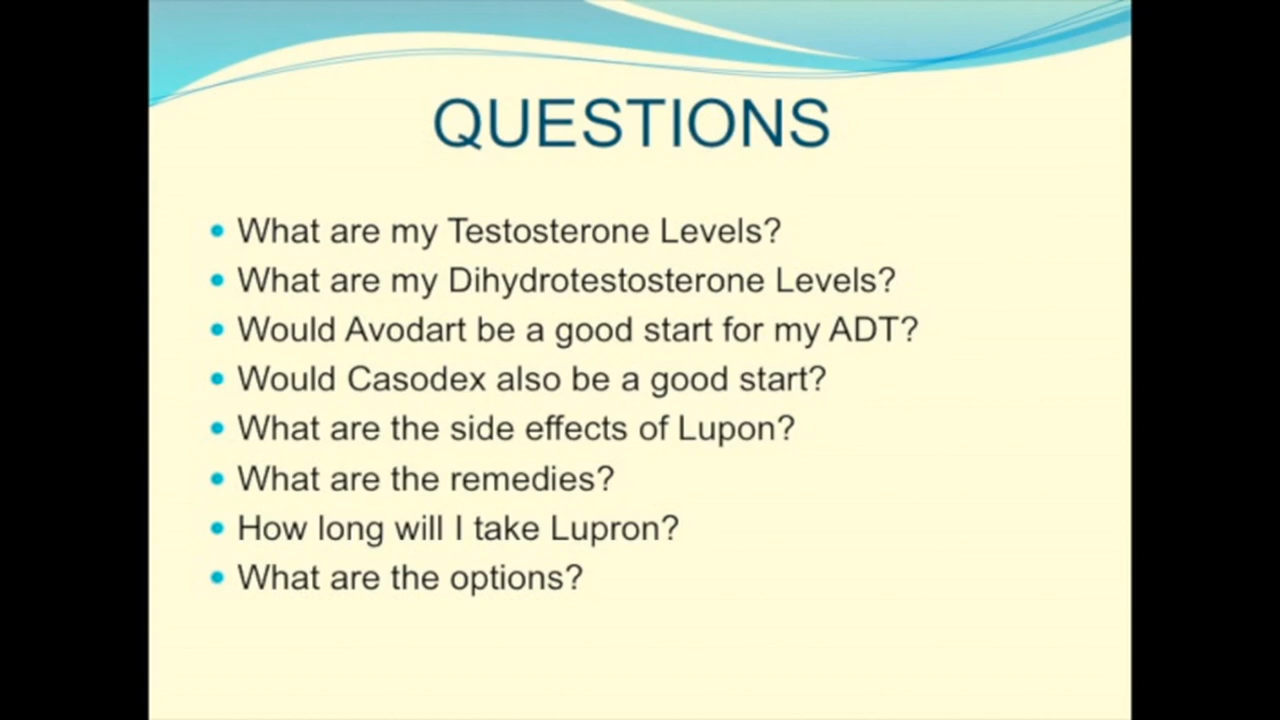 QUESTIONS
• What are my Testosterone Levels?
• What are my Dihydrotestosterone Levels?
• Would Avodart be a good start for my ADT?
• Would Casodex also be a good start?
• What are the side effects of Lupon?
• What are the remedies?
• How long will I take Lupron?
• What are the options?